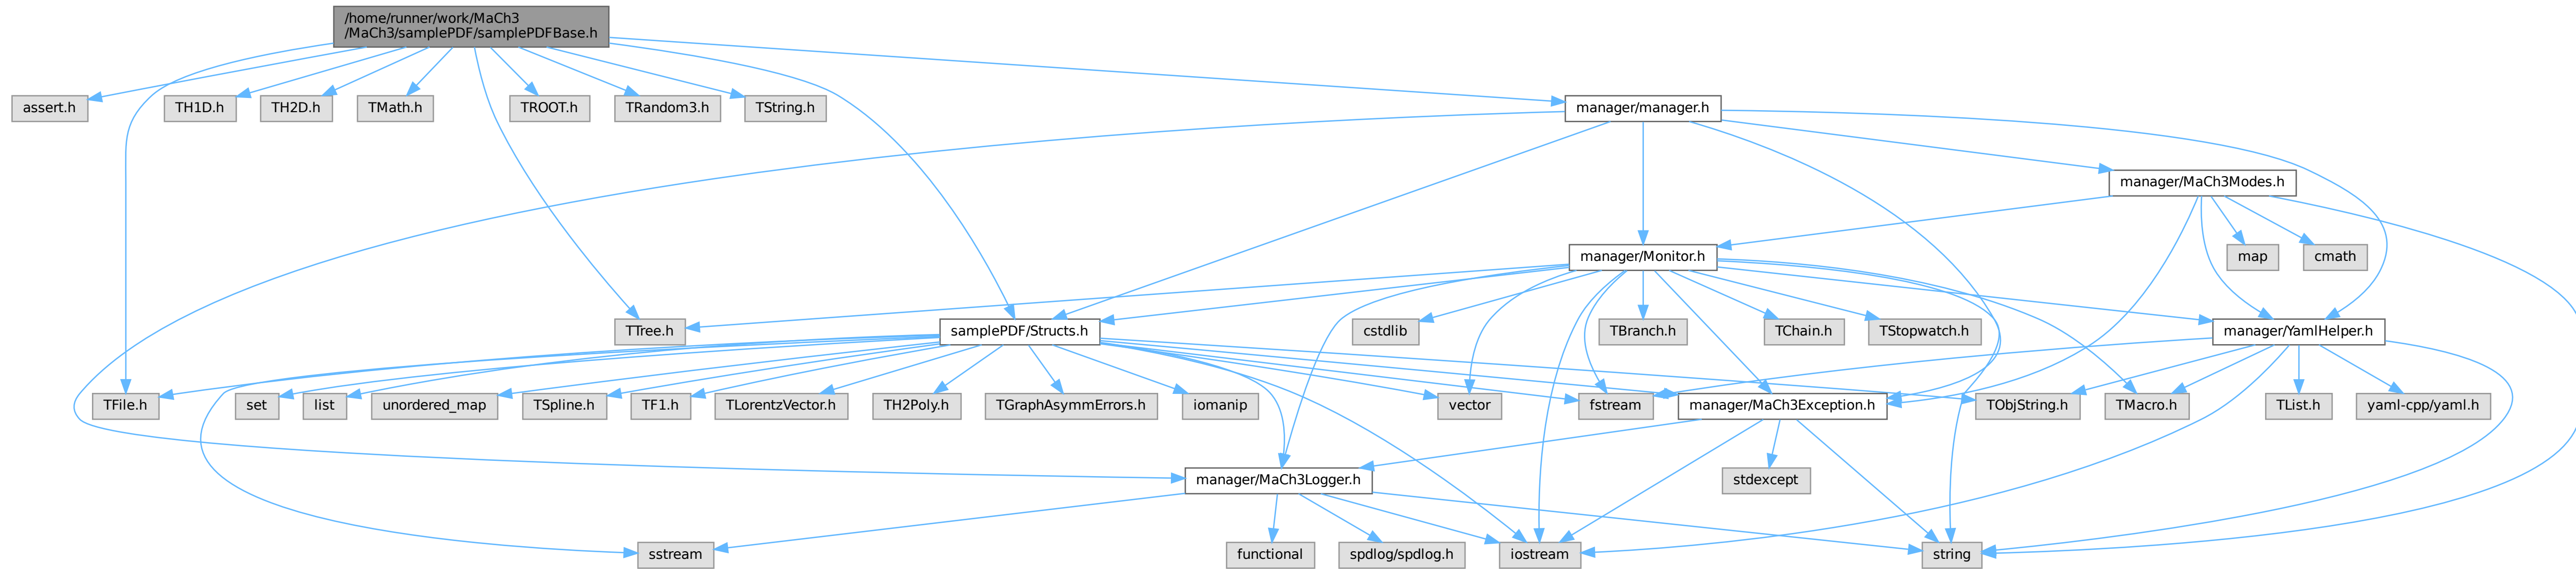 /home/runner/work/MaCh3
/MaCh3/samplePDF/samplePDFBase.h
assert.h
TH1D.h
TH2D.h
TMath.h
TROOT.h
TRandom3.h
TString.h
manager/manager.h
manager/MaCh3Modes.h
manager/Monitor.h
map
cmath
TTree.h
samplePDF/Structs.h
cstdlib
TBranch.h
TChain.h
TStopwatch.h
manager/YamlHelper.h
TFile.h
set
list
unordered_map
TSpline.h
TF1.h
TLorentzVector.h
TH2Poly.h
TGraphAsymmErrors.h
iomanip
vector
fstream
manager/MaCh3Exception.h
TObjString.h
TMacro.h
TList.h
yaml-cpp/yaml.h
manager/MaCh3Logger.h
stdexcept
sstream
functional
spdlog/spdlog.h
iostream
string